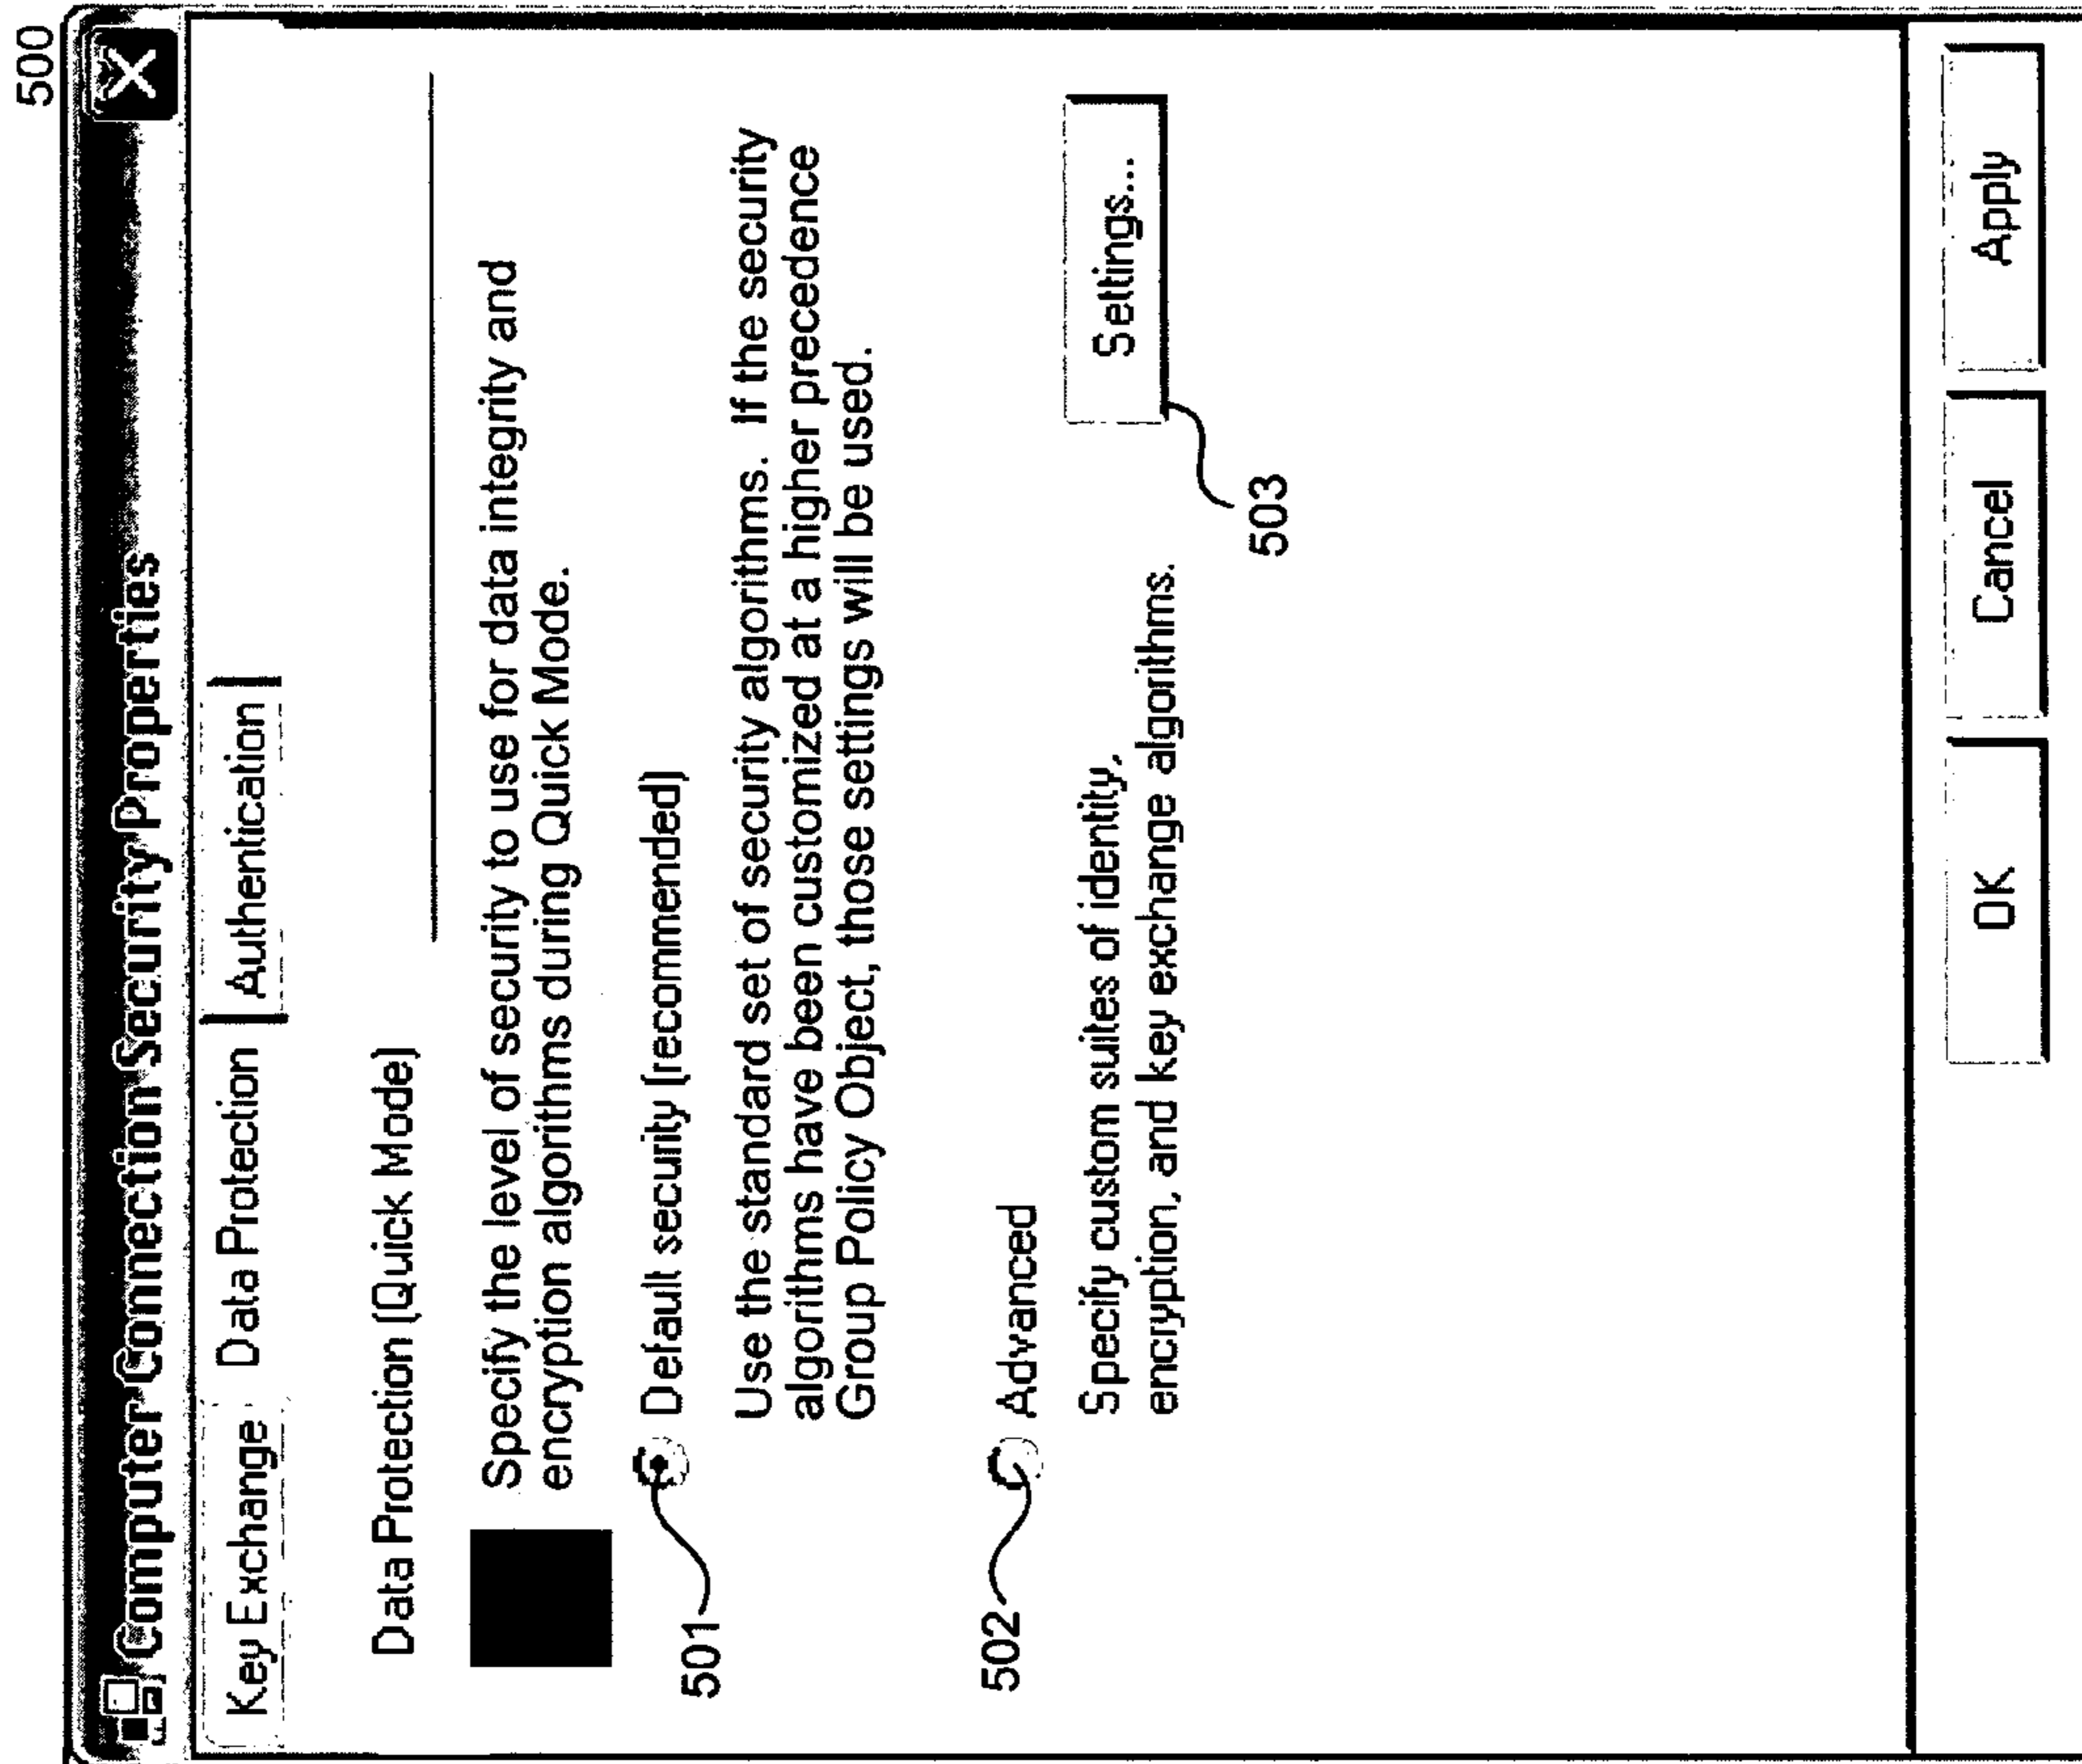 500
Computer Connection Security Properties
Key Exchange Data Protection Authentication
Data Protection (Quick Mode)
Specify the level of security to use for data integrity and
encryption algorithms during Quick Mode.
501
Default security (recommended)
Use the standard set of security algorithms. If the security
algorithms have been customized at a higher precedence
Group Policy Object, those settings will be used.
502
Advanced
Specify custom suites of identity,
encryption, and key exchange algorithms.
Settings...
503
OK Cancel Apply